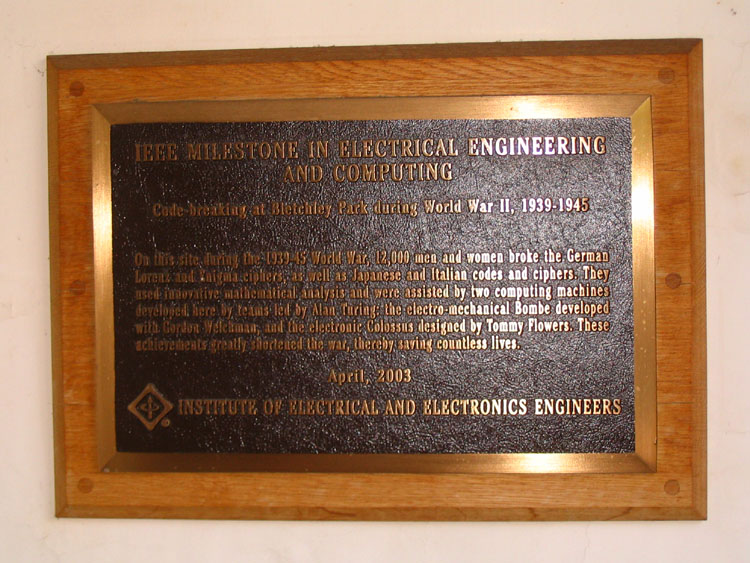 IEEE MILESTONE IN ELECTRICAL ENGINEERING
AND COMPUTING
Code-breaking at Bletchley Park during World War II, 1939-1945
On this site during the 1939-45 World War, 12,000 men and women broke the German
Lorenz and Enigma ciphers, as well as Japanese and Italian codes and ciphers. They
used innovative mathematical analysis and were assisted by two computing machines
developed here by teams led by Alan Turing: the electro-mechanical Bombe developed
with Gordon Welchman, and the electronic Colossus designed by Tommy Flowers. These
achievements greatly shortened the war, thereby saving countless lives.
April, 2003
INSTITUTE OF ELECTRICAL AND ELECTRONICS ENGINEERS